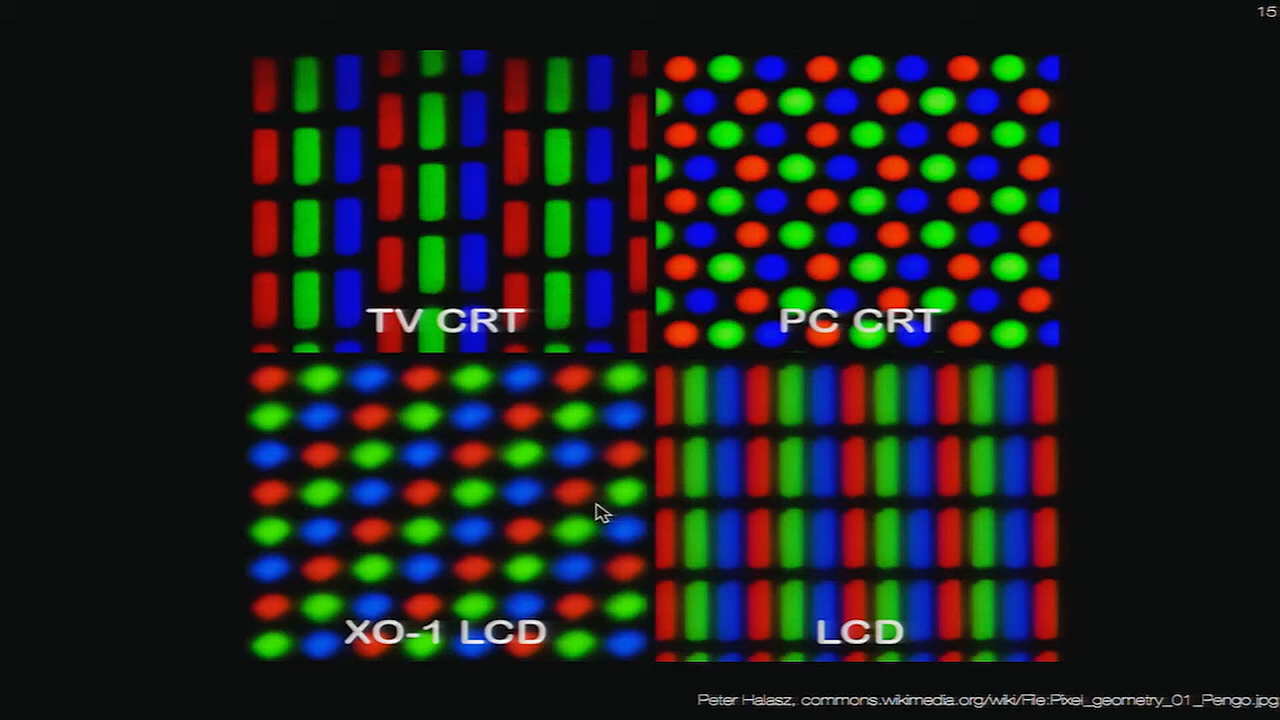 15
TV CRT
PC CRT
XO-1 LCD
LCD
Peter Halasz, commons.wikimedia.org/wiki/File:Pixel_geometry_01_Pengo.jpg